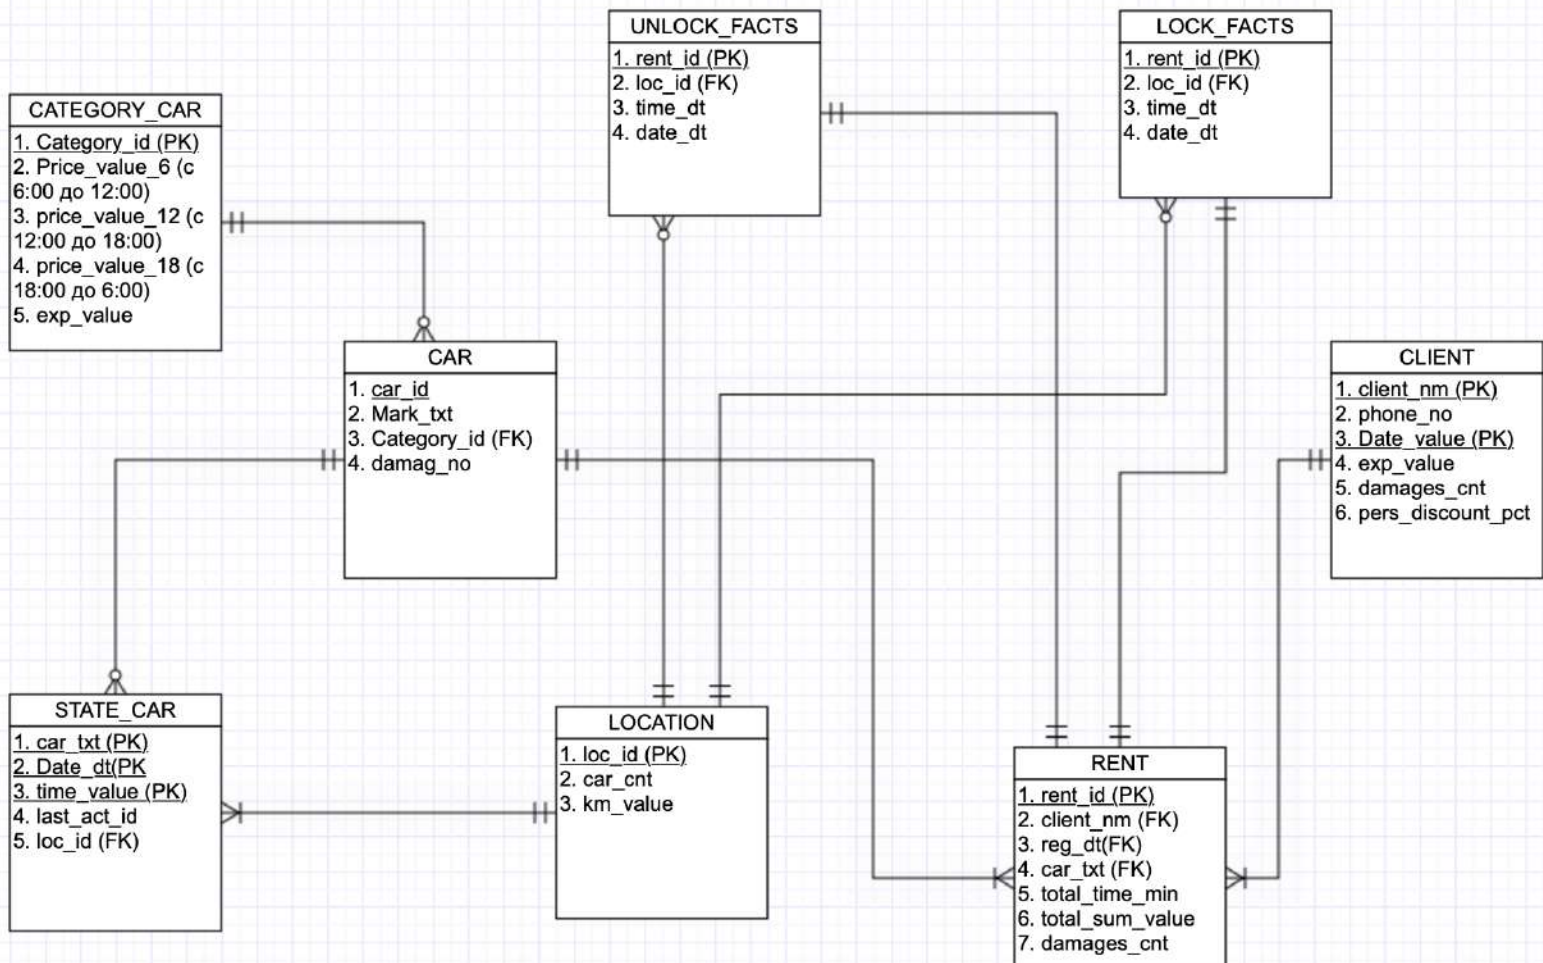 UNLOCK_FACTS
1. rent_id (PK)
2. loc_id (FK)
3. time_dt
4. date_dt
LOCK_FACTS
1. rent_id (PK)
2. loc_id (FK)
3. time_dt
4. date_dt
CATEGORY_CAR
1. Category_id (PK)
2. Price_value_6 (с
6:00 до 12:00)
3. price_value_12 (с
12:00 до 18:00)
4. price_value_18 (с
18:00 до 6:00)
5. exp_value
CAR
1. car_id
2. Mark_txt
3. Category_id (FK)
4. damag_no
CLIENT
1. client_nm (PK)
2. phone_no
3. Date_value (PK)
4. exp_value
5. damages_cnt
6. pers_discount_pct
STATE_CAR
1. car_txt (PK)
2. Date_dt(PK
3. time_value (PK)
4. last_act_id
5. loc_id (FK)
LOCATION
1. loc_id (PK)
2. car_cnt
3. km_value
RENT
1. rent_id (PK)
2. client_nm (FK)
3. reg_dt(FK)
4. car_txt (FK)
5. total_time_min
6. total_sum_value
7. damages_cnt